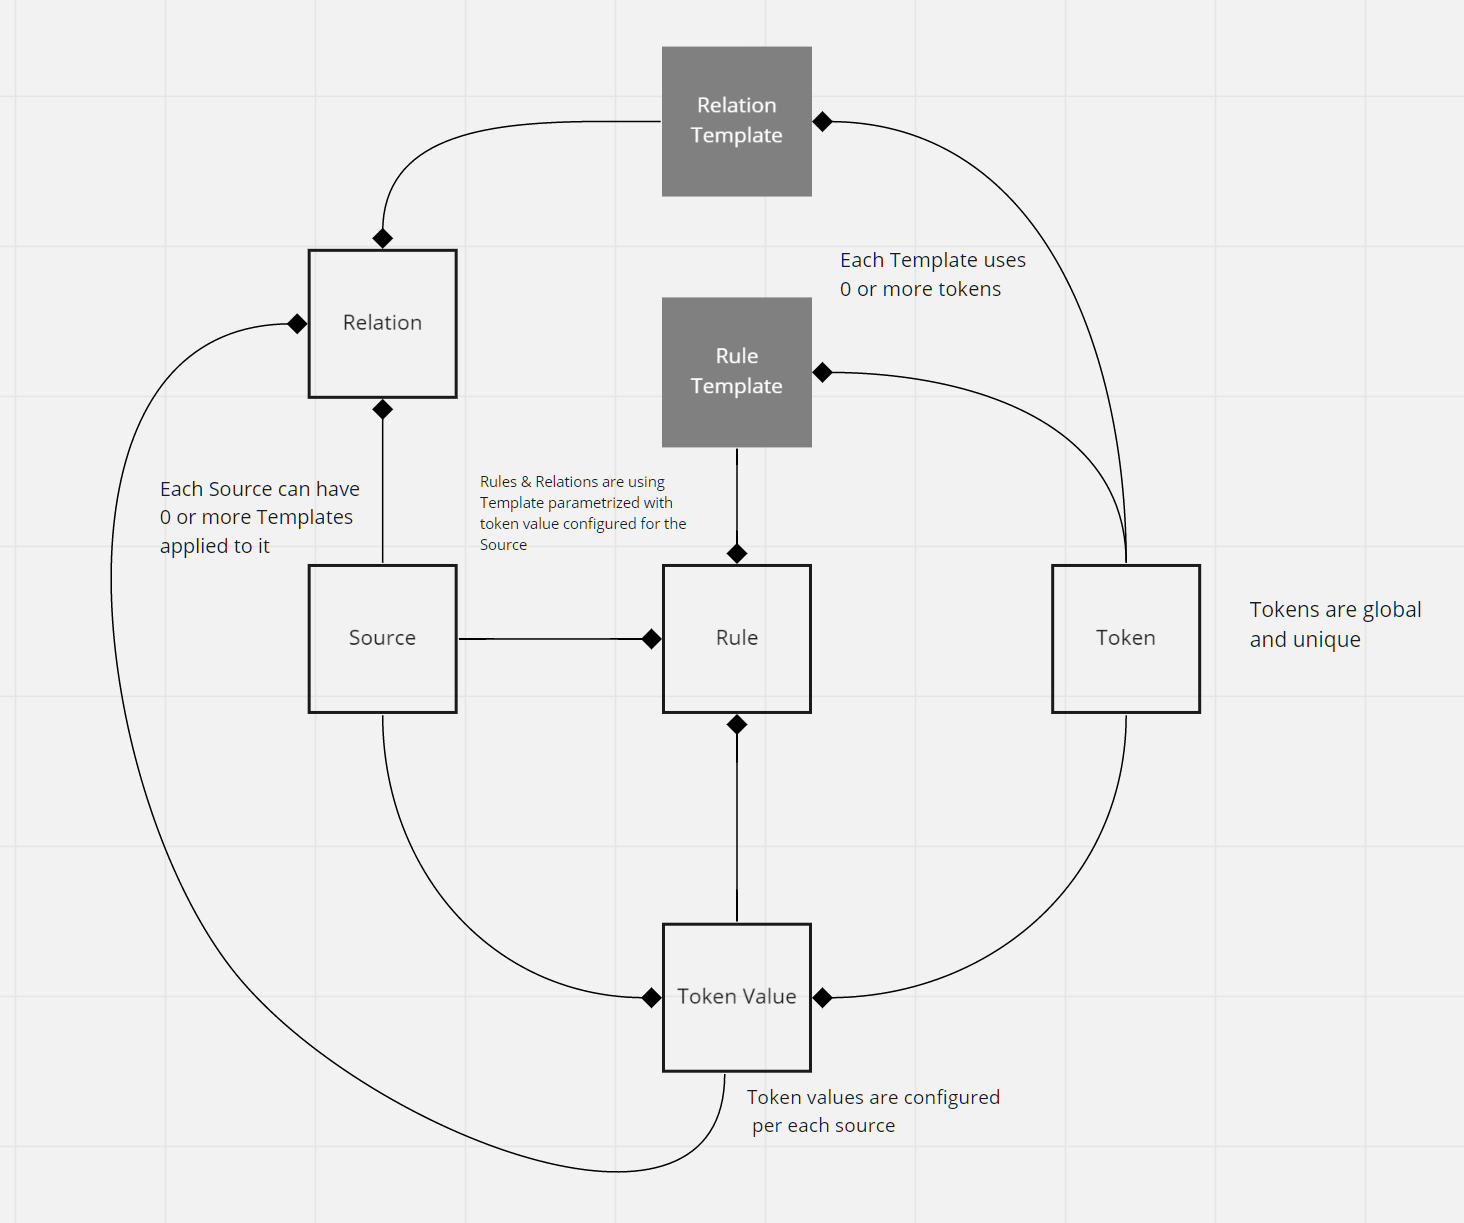 Relation
Template
Each Template uses
0 or more tokens
Relation
Rule
Template
Each Source can have
0 or more Templates
applied to it
Rules & Relations are using
Template parametrized with
token value configured for the
Source
Source
Rule
Token
Tokens are global
and unique
Token Value
Token values are configured
per each source